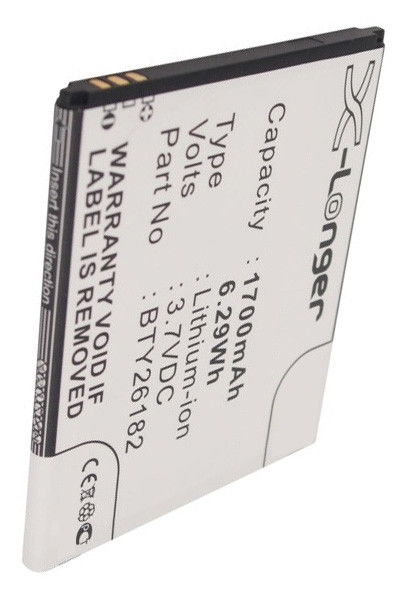 X-Longer
Capacity : 1700mAh
6.29Wh
Type : Lithium-ion
Volts : 3.7VDC
Part No : BTY26182
WARRANTY VOID IF
LABEL IS REMOVED
Insert this direction
CE